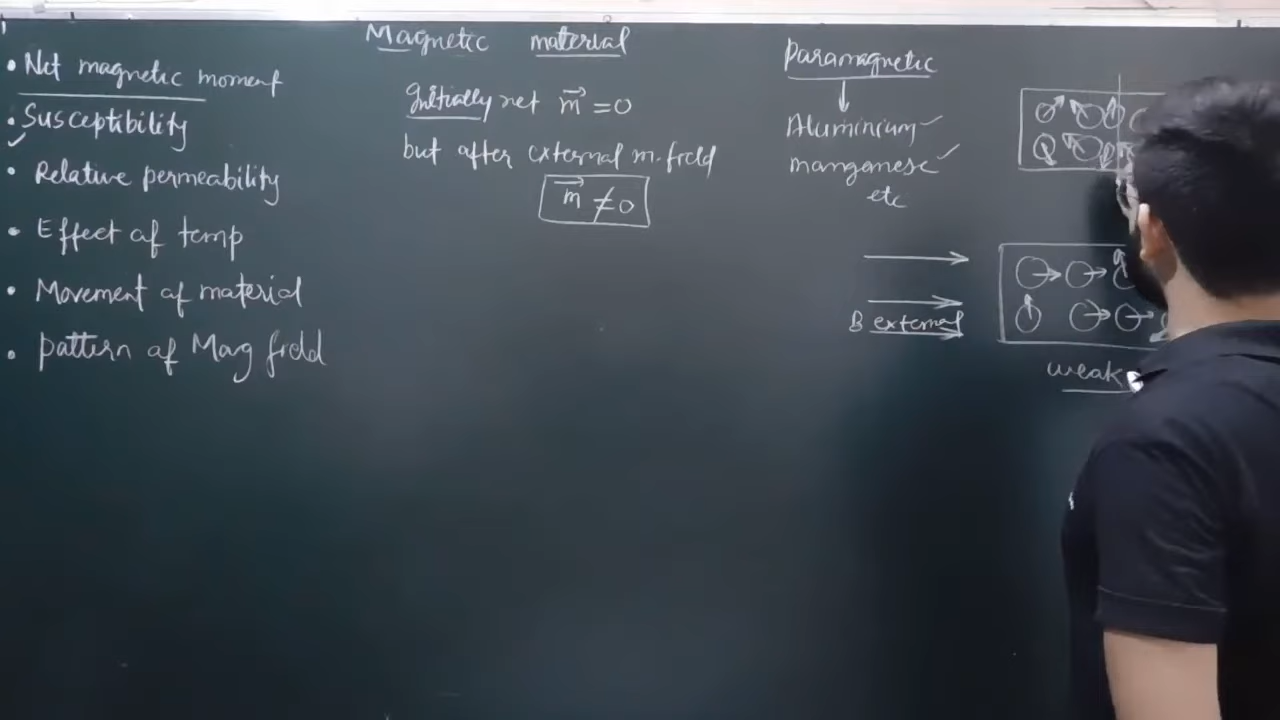 Magnetic material
• Net magnetic moment
• Susceptibility
• Relative permeability
• Effect of temp
• Movement of material
• pattern of Mag field
Initially net m⃗ = 0
but after external m. field
m⃗ ≠ 0
Paramagnetic
Aluminium
manganese
etc
B external
weak